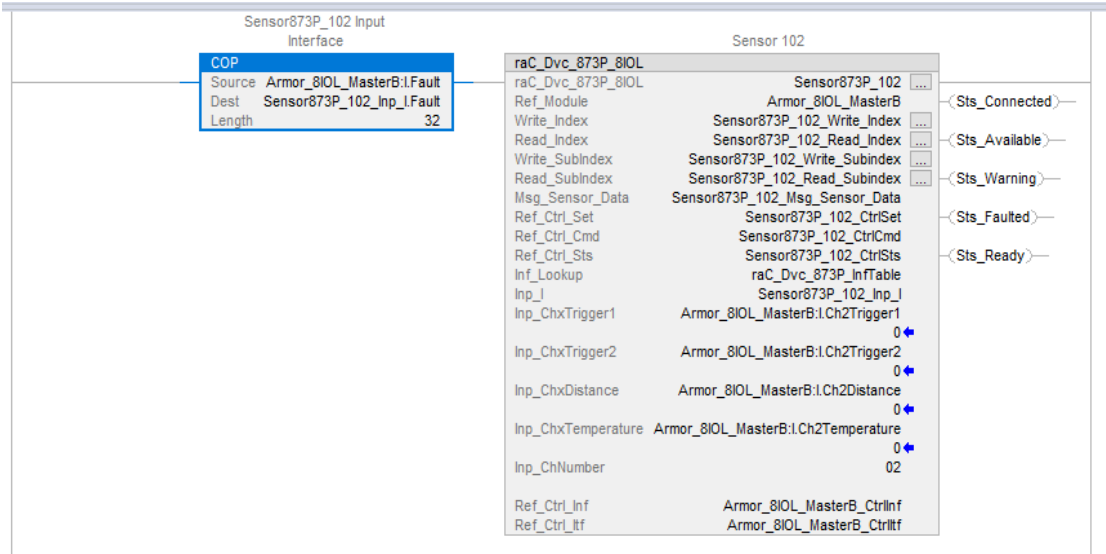 Sensor873P_102 Input
Interface
COP
Source Armor_8IOL_MasterB:I.Fault
Dest Sensor873P_102_Inp_I.Fault
Length 32
Sensor 102
raC_Dvc_873P_8IOL
raC_Dvc_873P_8IOL Sensor873P_102 ...
Ref_Module Armor_8IOL_MasterB (Sts_Connected)
Write_Index Sensor873P_102_Write_Index ...
Read_Index Sensor873P_102_Read_Index ... (Sts_Available)
Write_SubIndex Sensor873P_102_Write_Subindex ...
Read_SubIndex Sensor873P_102_Read_Subindex ... (Sts_Warning)
Msg_Sensor_Data Sensor873P_102_Msg_Sensor_Data
Ref_Ctrl_Set Sensor873P_102_CtrlSet (Sts_Faulted)
Ref_Ctrl_Cmd Sensor873P_102_CtrlCmd
Ref_Ctrl_Sts Sensor873P_102_CtrlSts (Sts_Ready)
Inf_Lookup raC_Dvc_873P_InfTable
Inp_I Sensor873P_102_Inp_I
Inp_ChxTrigger1 Armor_8IOL_MasterB:I.Ch2Trigger1
0
Inp_ChxTrigger2 Armor_8IOL_MasterB:I.Ch2Trigger2
0
Inp_ChxDistance Armor_8IOL_MasterB:I.Ch2Distance
0
Inp_ChxTemperature Armor_8IOL_MasterB:I.Ch2Temperature
0
Inp_ChNumber 02
Ref_Ctrl_Inf Armor_8IOL_MasterB_CtrlInf
Ref_Ctrl_Itf Armor_8IOL_MasterB_CtrlItf